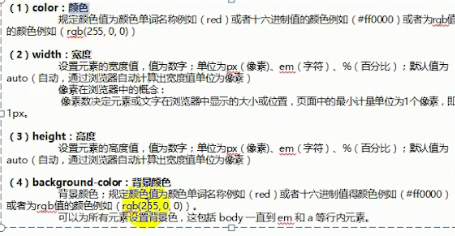 （1）color：颜色
规定颜色值为颜色单词名称例如（red）或者十六进制值的颜色例如（#ff0000）或者为rgb值
的颜色例如（rgb(255, 0, 0)）。
（2）width：宽度
设置元素的宽度值，值为数字；单位为px（像素）、em（字符）、%（百分比）；默认值为
auto（自动，通过浏览器自动计算出宽度值单位为像素）
像素在浏览器中的概念：
像素数决定元素或文字在浏览器中显示的大小或位置，页面中的最小计量单位为1个像素，即
1px。
（3）height：高度
设置元素的高度值，值为数字；单位为px（像素）、em（字符）、%（百分比）；默认值为
auto（自动，通过浏览器自动计算出宽度值单位为像素）
（4）background-color：背景颜色
背景颜色；规定颜色值为颜色单词名称例如（red）或者十六进制值得颜色例如（#ff0000）
或者为rgb值的颜色例如（rgb(255, 0, 0)）。
可以为所有元素设置背景色，这包括 body 一直到 em 和 a 等行内元素。